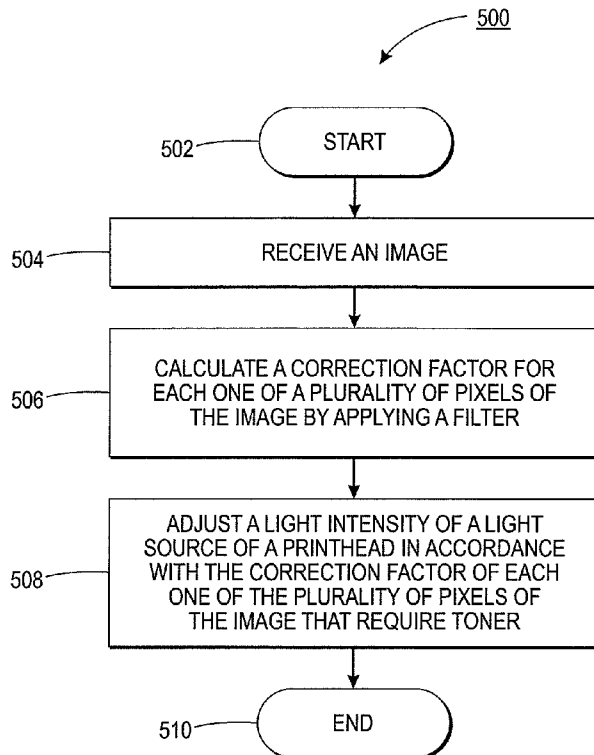 500
502
START
504
RECEIVE AN IMAGE
506
CALCULATE A CORRECTION FACTOR FOR
EACH ONE OF A PLURALITY OF PIXELS OF
THE IMAGE BY APPLYING A FILTER
508
ADJUST A LIGHT INTENSITY OF A LIGHT
SOURCE OF A PRINTHEAD IN ACCORDANCE
WITH THE CORRECTION FACTOR OF EACH
ONE OF THE PLURALITY OF PIXELS OF
THE IMAGE THAT REQUIRE TONER
510
END